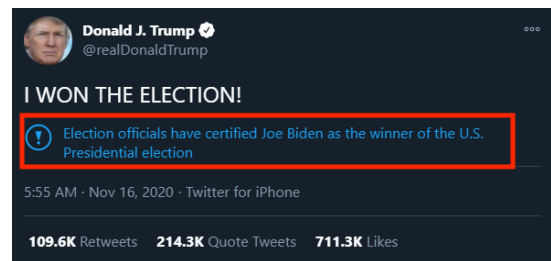 Donald J. Trump
@realDonaldTrump
I WON THE ELECTION!
Election officials have certified Joe Biden as the winner of the U.S.
Presidential election
5:55 AM · Nov 16, 2020 · Twitter for iPhone
109.6K Retweets 214.3K Quote Tweets 711.3K Likes